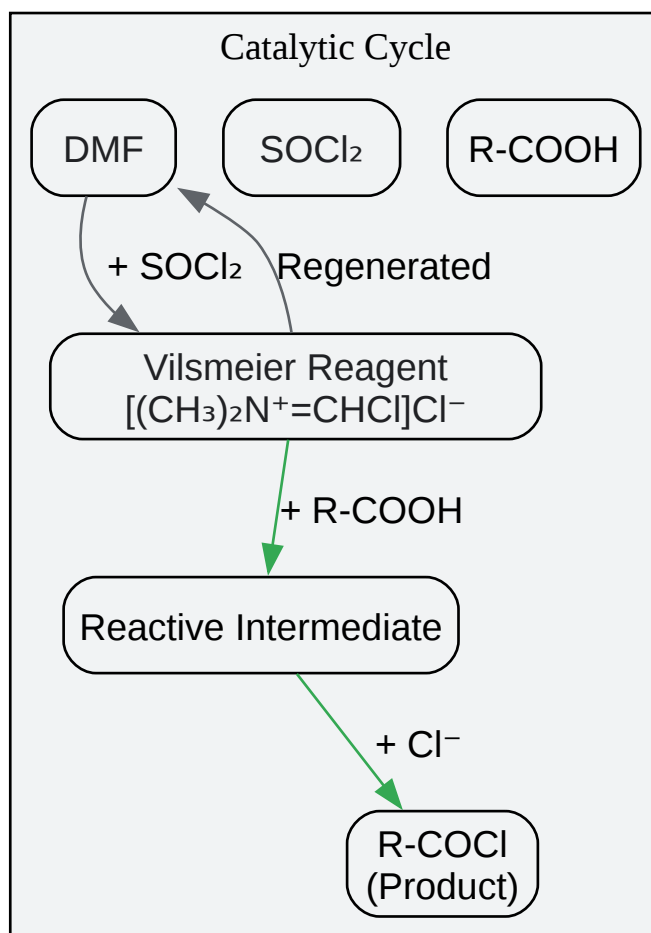 Catalytic Cycle
DMF
SOCl₂
R-COOH
+ SOCl₂
Regenerated
Vilsmeier Reagent
[(CH₃)₂N⁺=CHCl]Cl⁻
+ R-COOH
Reactive Intermediate
+ Cl⁻
R-COCl
(Product)